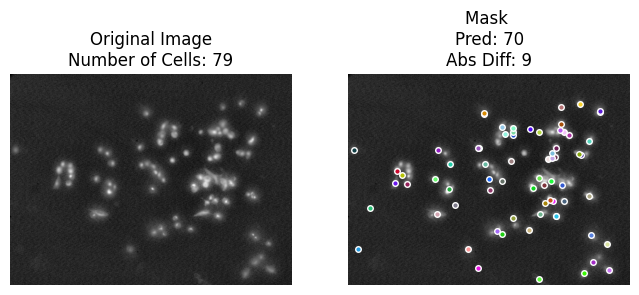 Original Image
Number of Cells: 79
Mask
Pred: 70
Abs Diff: 9